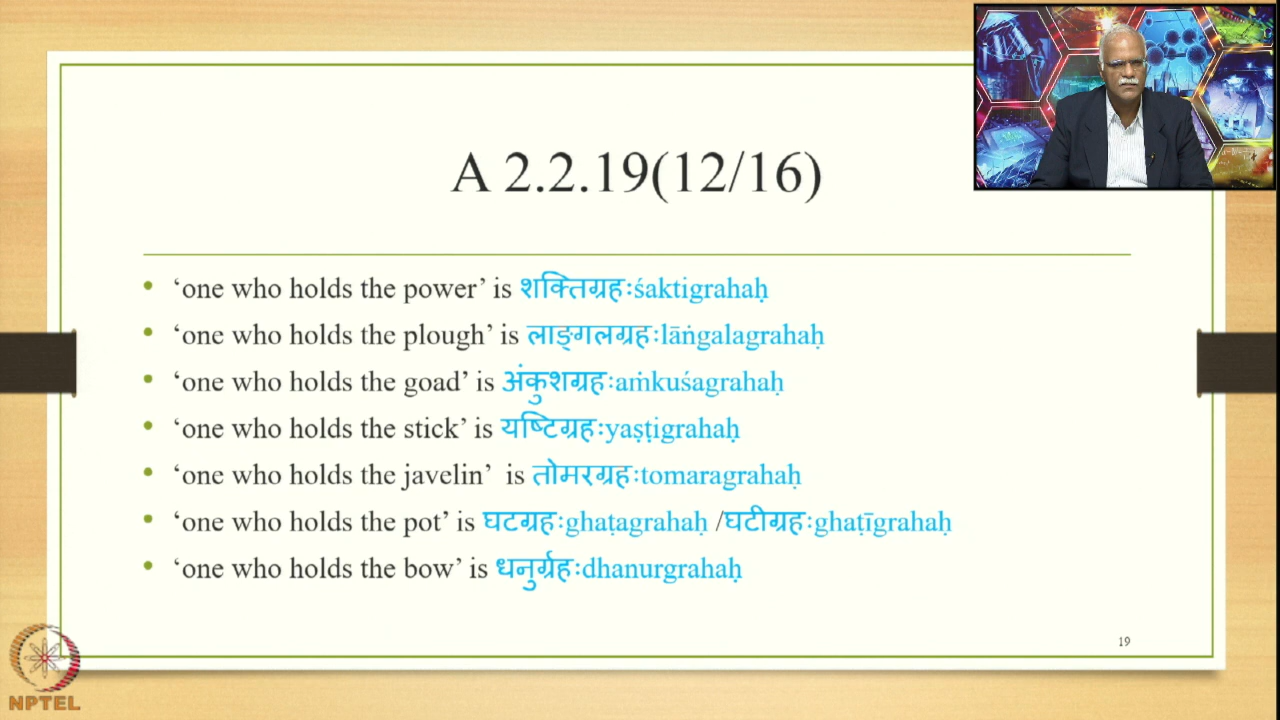 A 2.2.19(12/16)
• ‘one who holds the power’ is शक्तिग्रहःśaktigrahaḥ
• ‘one who holds the plough’ is लाङ्गलग्रहःlāṅgalagrahaḥ
• ‘one who holds the goad’ is अंकुशग्रहःaṁkuśagrahaḥ
• ‘one who holds the stick’ is यष्टिग्रहःyaṣṭigrahaḥ
• ‘one who holds the javelin’ is तोमरग्रहःtomaragrahaḥ
• ‘one who holds the pot’ is घटग्रहःghaṭagrahaḥ /घटीग्रहःghaṭīgrahaḥ
• ‘one who holds the bow’ is धनुर्ग्रहःdhanurgrahaḥ
19
NPTEL